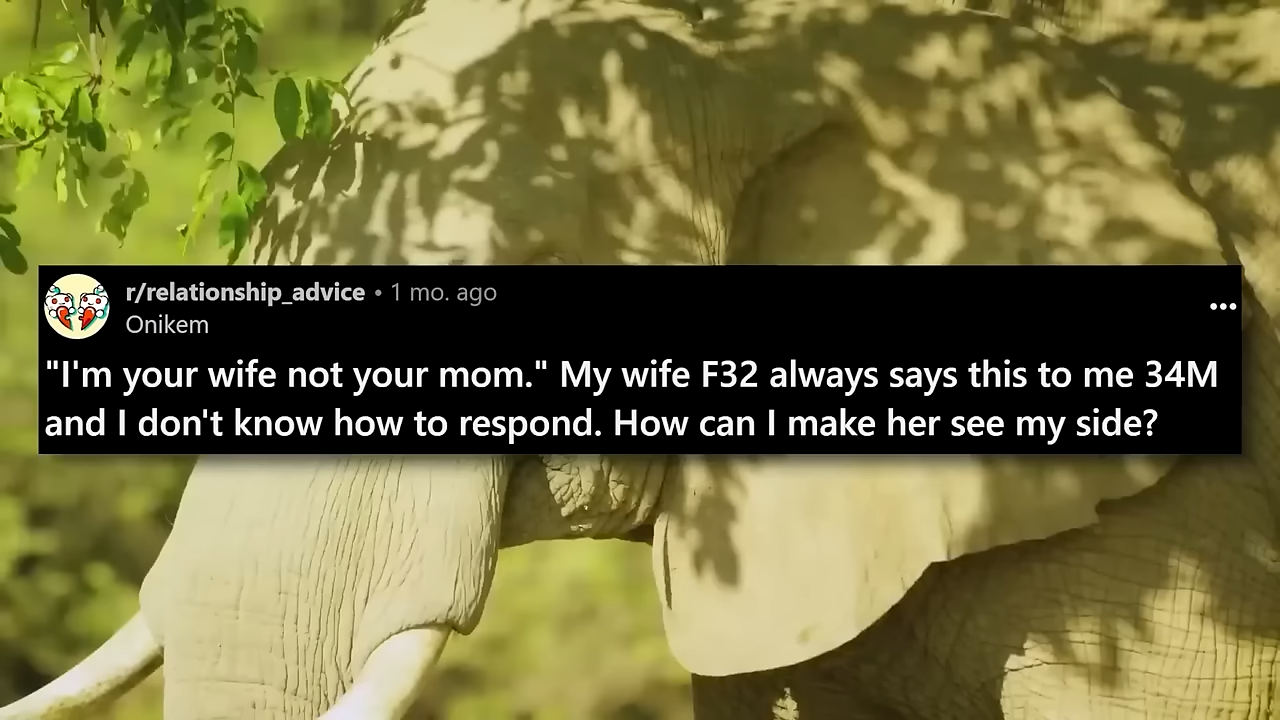 r/relationship_advice • 1 mo. ago
Onikem
"I'm your wife not your mom." My wife F32 always says this to me 34M
and I don't know how to respond. How can I make her see my side?